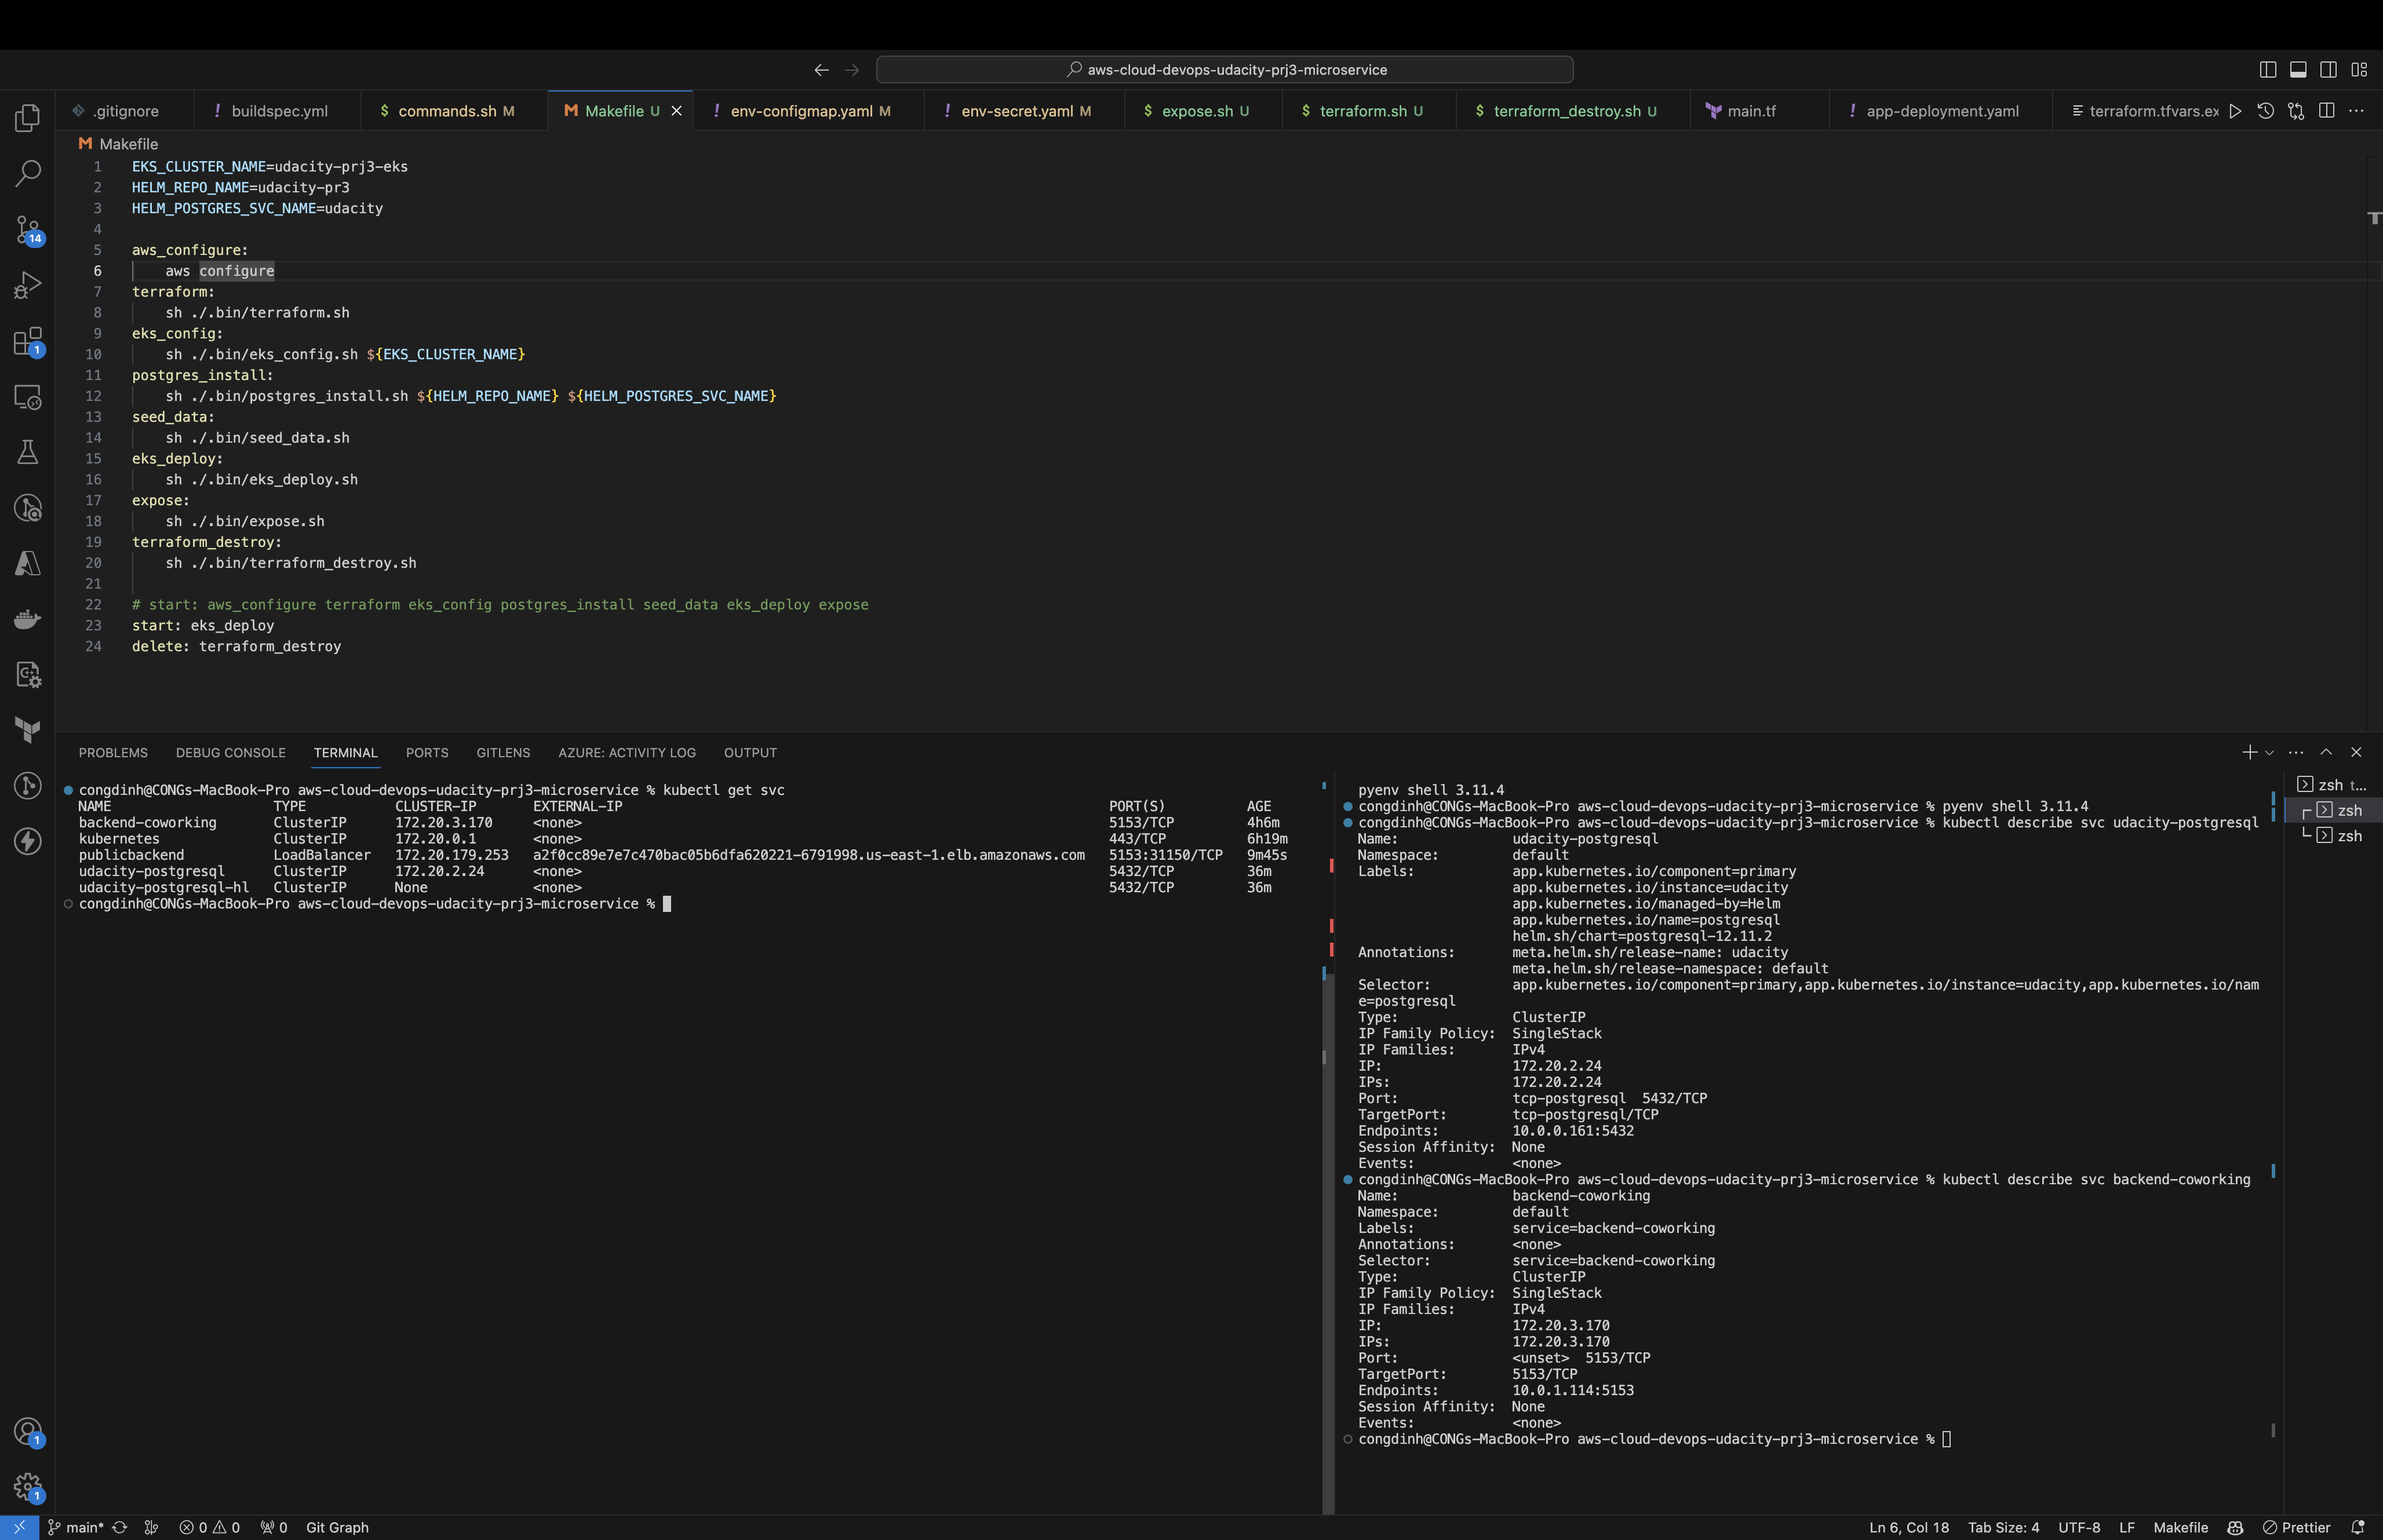 aws-cloud-devops-udacity-prj3-microservice
.gitignore
! buildspec.yml
$ commands.sh M
M Makefile U
! env-configmap.yaml M
! env-secret.yaml M
$ expose.sh U
$ terraform.sh U
$ terraform_destroy.sh U
main.tf
! app-deployment.yaml
terraform.tfvars.ex
M Makefile
1 EKS_CLUSTER_NAME=udacity-prj3-eks
2 HELM_REPO_NAME=udacity-pr3
3 HELM_POSTGRES_SVC_NAME=udacity
4
5 aws_configure:
6 aws configure
7 terraform:
8 sh ./.bin/terraform.sh
9 eks_config:
10 sh ./.bin/eks_config.sh ${EKS_CLUSTER_NAME}
11 postgres_install:
12 sh ./.bin/postgres_install.sh ${HELM_REPO_NAME} ${HELM_POSTGRES_SVC_NAME}
13 seed_data:
14 sh ./.bin/seed_data.sh
15 eks_deploy:
16 sh ./.bin/eks_deploy.sh
17 expose:
18 sh ./.bin/expose.sh
19 terraform_destroy:
20 sh ./.bin/terraform_destroy.sh
21
22 # start: aws_configure terraform eks_config postgres_install seed_data eks_deploy expose
23 start: eks_deploy
24 delete: terraform_destroy
14
1
1
1
PROBLEMS DEBUG CONSOLE TERMINAL PORTS GITLENS AZURE: ACTIVITY LOG OUTPUT
congdinh@CONGs-MacBook-Pro aws-cloud-devops-udacity-prj3-microservice % kubectl get svc
NAME TYPE CLUSTER-IP EXTERNAL-IP PORT(S) AGE
backend-coworking ClusterIP 172.20.3.170 <none> 5153/TCP 4h6m
kubernetes ClusterIP 172.20.0.1 <none> 443/TCP 6h19m
publicbackend LoadBalancer 172.20.179.253 a2f0cc89e7e7c470bac05b6dfa620221-6791998.us-east-1.elb.amazonaws.com 5153:31150/TCP 9m45s
udacity-postgresql ClusterIP 172.20.2.24 <none> 5432/TCP 36m
udacity-postgresql-hl ClusterIP None <none> 5432/TCP 36m
congdinh@CONGs-MacBook-Pro aws-cloud-devops-udacity-prj3-microservice %
pyenv shell 3.11.4
congdinh@CONGs-MacBook-Pro aws-cloud-devops-udacity-prj3-microservice % pyenv shell 3.11.4
congdinh@CONGs-MacBook-Pro aws-cloud-devops-udacity-prj3-microservice % kubectl describe svc udacity-postgresql
Name: udacity-postgresql
Namespace: default
Labels: app.kubernetes.io/component=primary
app.kubernetes.io/instance=udacity
app.kubernetes.io/managed-by=Helm
app.kubernetes.io/name=postgresql
helm.sh/chart=postgresql-12.11.2
Annotations: meta.helm.sh/release-name: udacity
meta.helm.sh/release-namespace: default
Selector: app.kubernetes.io/component=primary,app.kubernetes.io/instance=udacity,app.kubernetes.io/nam
e=postgresql
Type: ClusterIP
IP Family Policy: SingleStack
IP Families: IPv4
IP: 172.20.2.24
IPs: 172.20.2.24
Port: tcp-postgresql 5432/TCP
TargetPort: tcp-postgresql/TCP
Endpoints: 10.0.0.161:5432
Session Affinity: None
Events: <none>
congdinh@CONGs-MacBook-Pro aws-cloud-devops-udacity-prj3-microservice % kubectl describe svc backend-coworking
Name: backend-coworking
Namespace: default
Labels: service=backend-coworking
Annotations: <none>
Selector: service=backend-coworking
Type: ClusterIP
IP Family Policy: SingleStack
IP Families: IPv4
IP: 172.20.3.170
IPs: 172.20.3.170
Port: <unset> 5153/TCP
TargetPort: 5153/TCP
Endpoints: 10.0.1.114:5153
Session Affinity: None
Events: <none>
congdinh@CONGs-MacBook-Pro aws-cloud-devops-udacity-prj3-microservice %
zsh t...
zsh
zsh
main* 0 0 0 Git Graph
Ln 6, Col 18 Tab Size: 4 UTF-8 LF Makefile Prettier